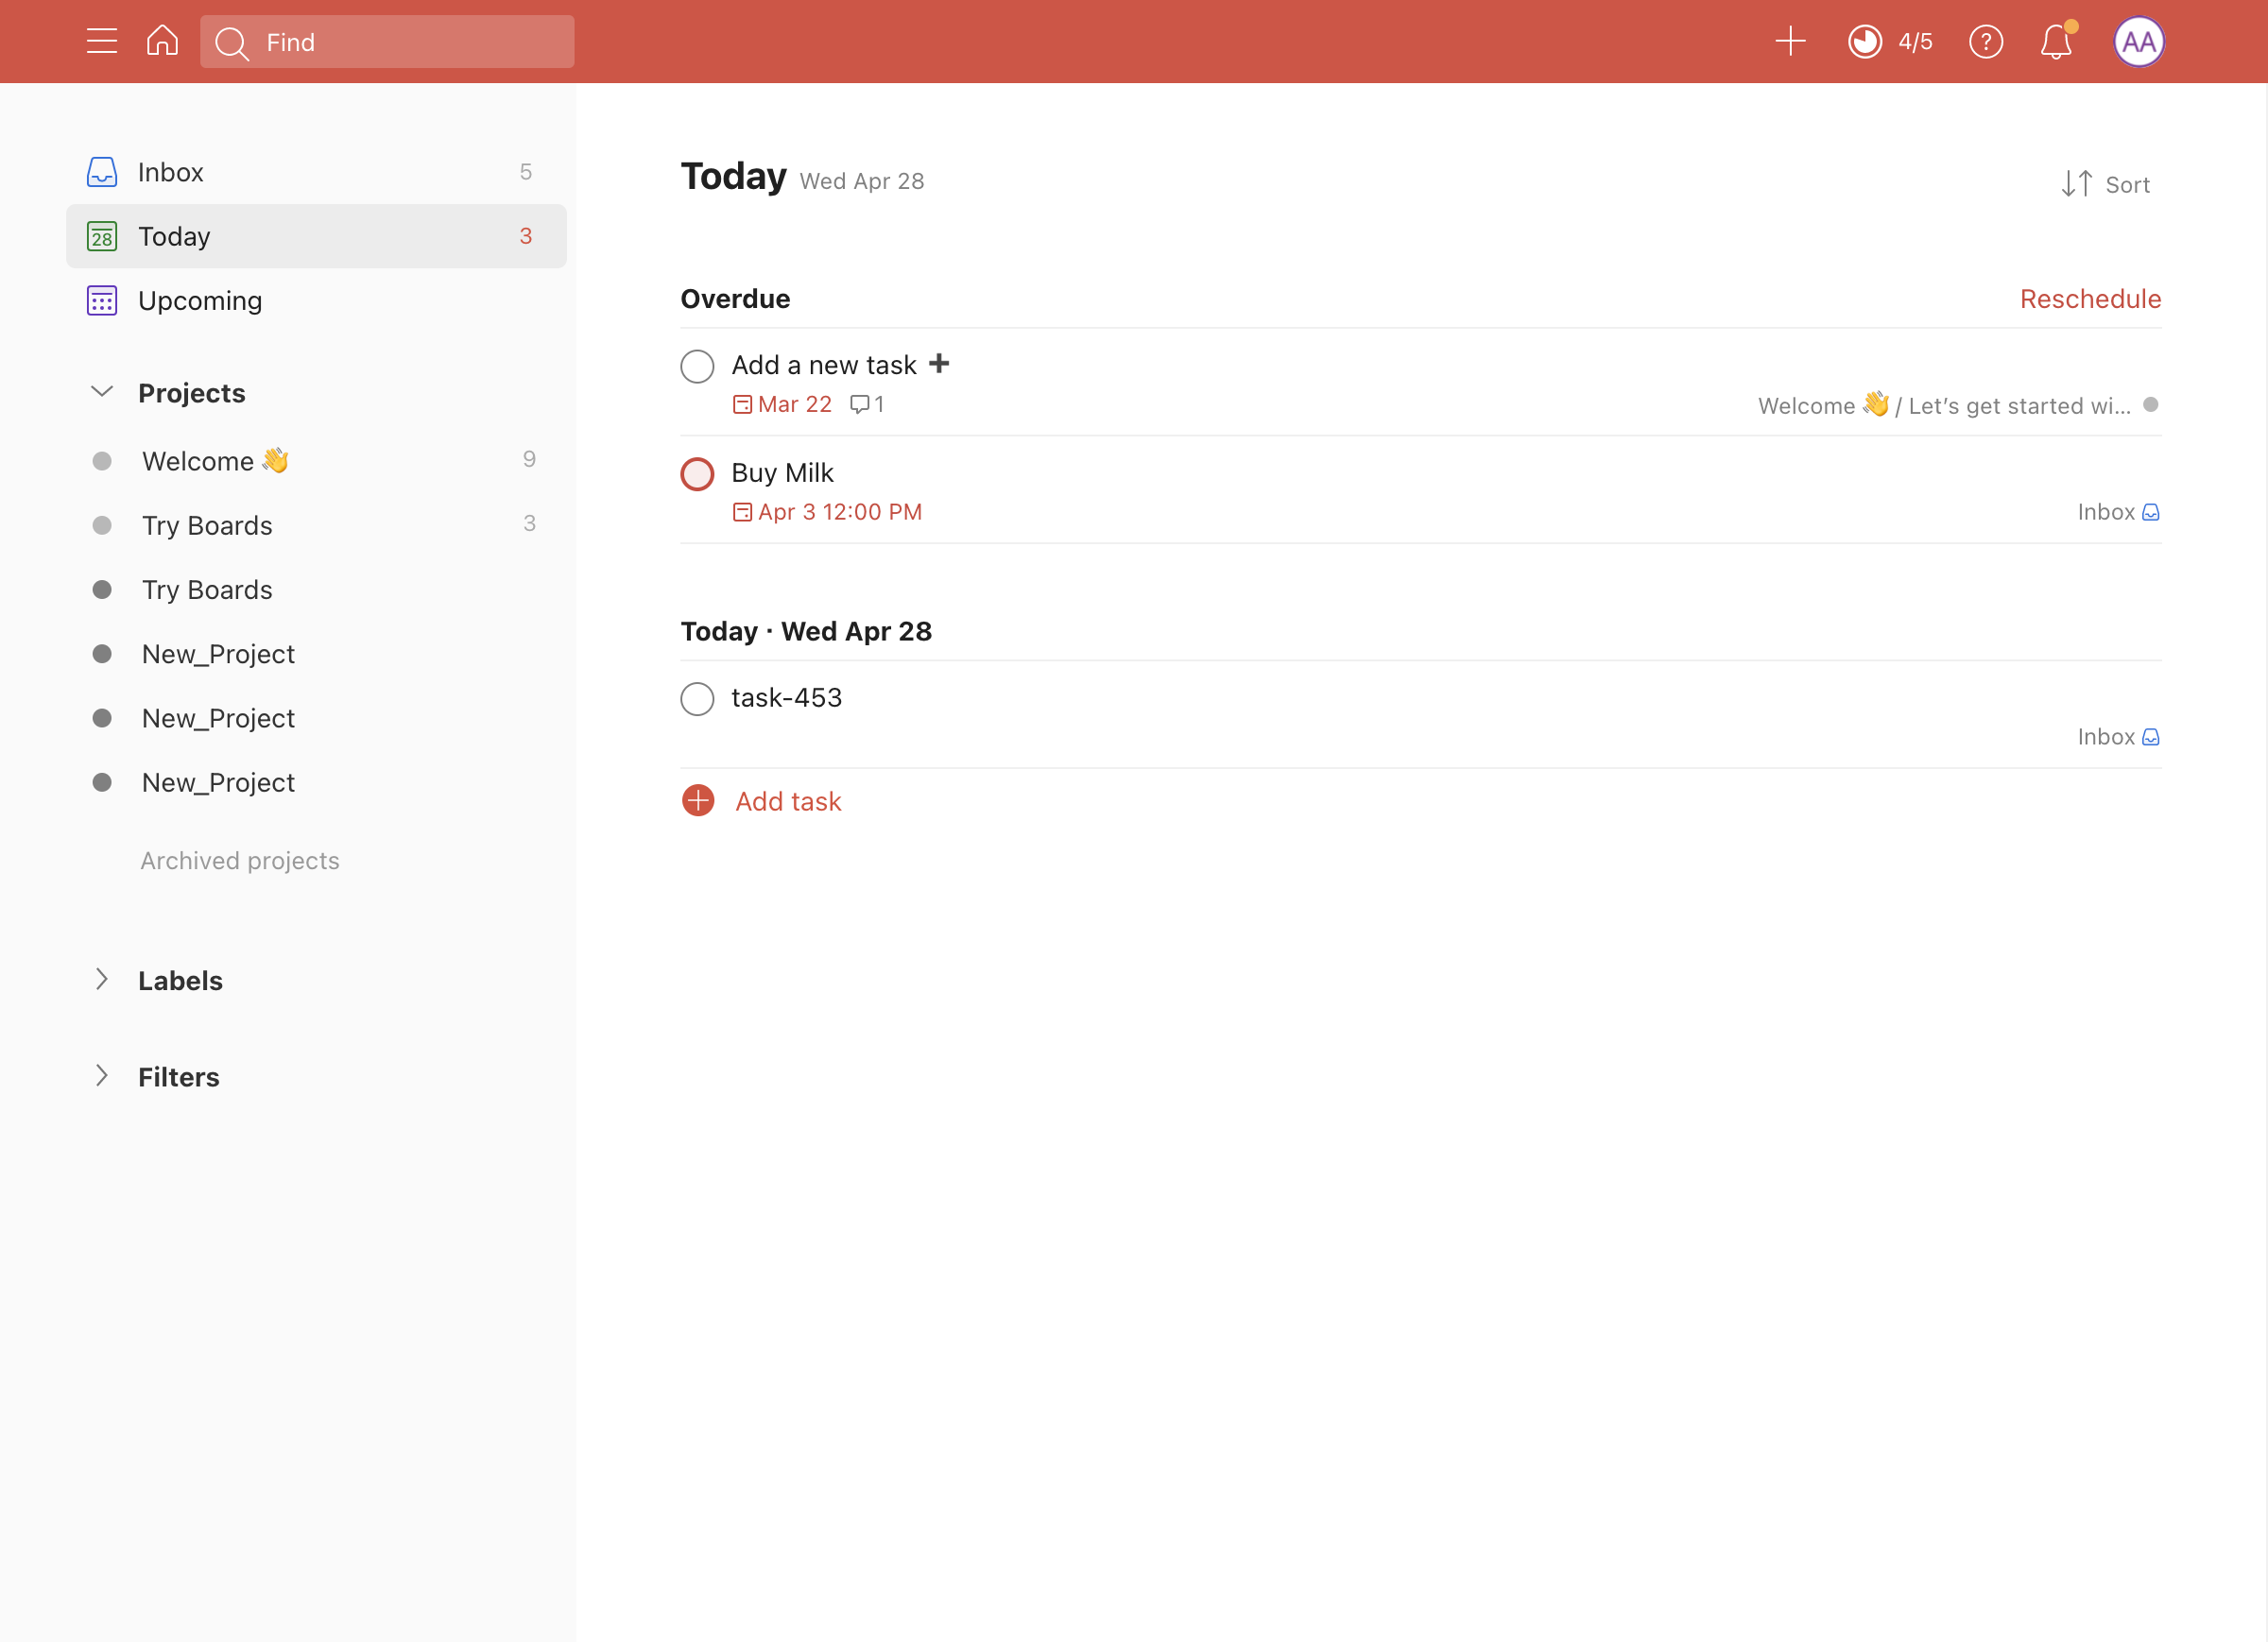 Find
4/5
?
AA
Inbox 5
28 Today 3
Upcoming
Projects
Welcome 👋 9
Try Boards 3
Try Boards
New_Project
New_Project
New_Project
Archived projects
Labels
Filters
Today Wed Apr 28
Sort
Overdue Reschedule
Add a new task ➕
Mar 22 1 Welcome 👋 / Let’s get started wi...
Buy Milk
Apr 3 12:00 PM Inbox
Today · Wed Apr 28
task-453
Inbox
Add task